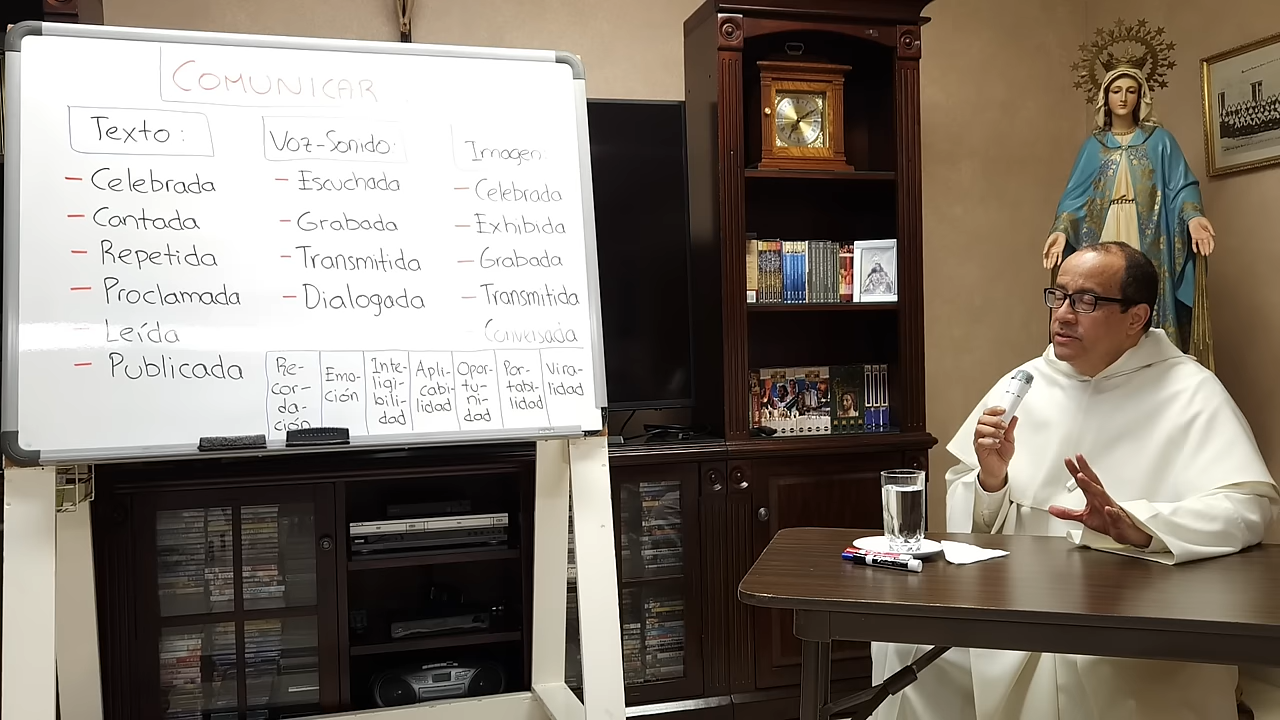 COMUNICAR
Texto:
- Celebrada
- Cantada
- Repetida
- Proclamada
- Leída
- Publicada
Voz-Sonido:
- Escuchada
- Grabada
- Transmitida
- Dialogada
Imagen:
- Celebrada
- Exhibida
- Grabada
- Transmitida
- Conversada
Re-
cor-
da-
ción
Emo-
ción
Inte-
ligi-
bili-
dad
Apli-
cabi-
lidad
Opor-
tu-
ni-
dad
Por-
tabi-
lidad
Vira-
lidad